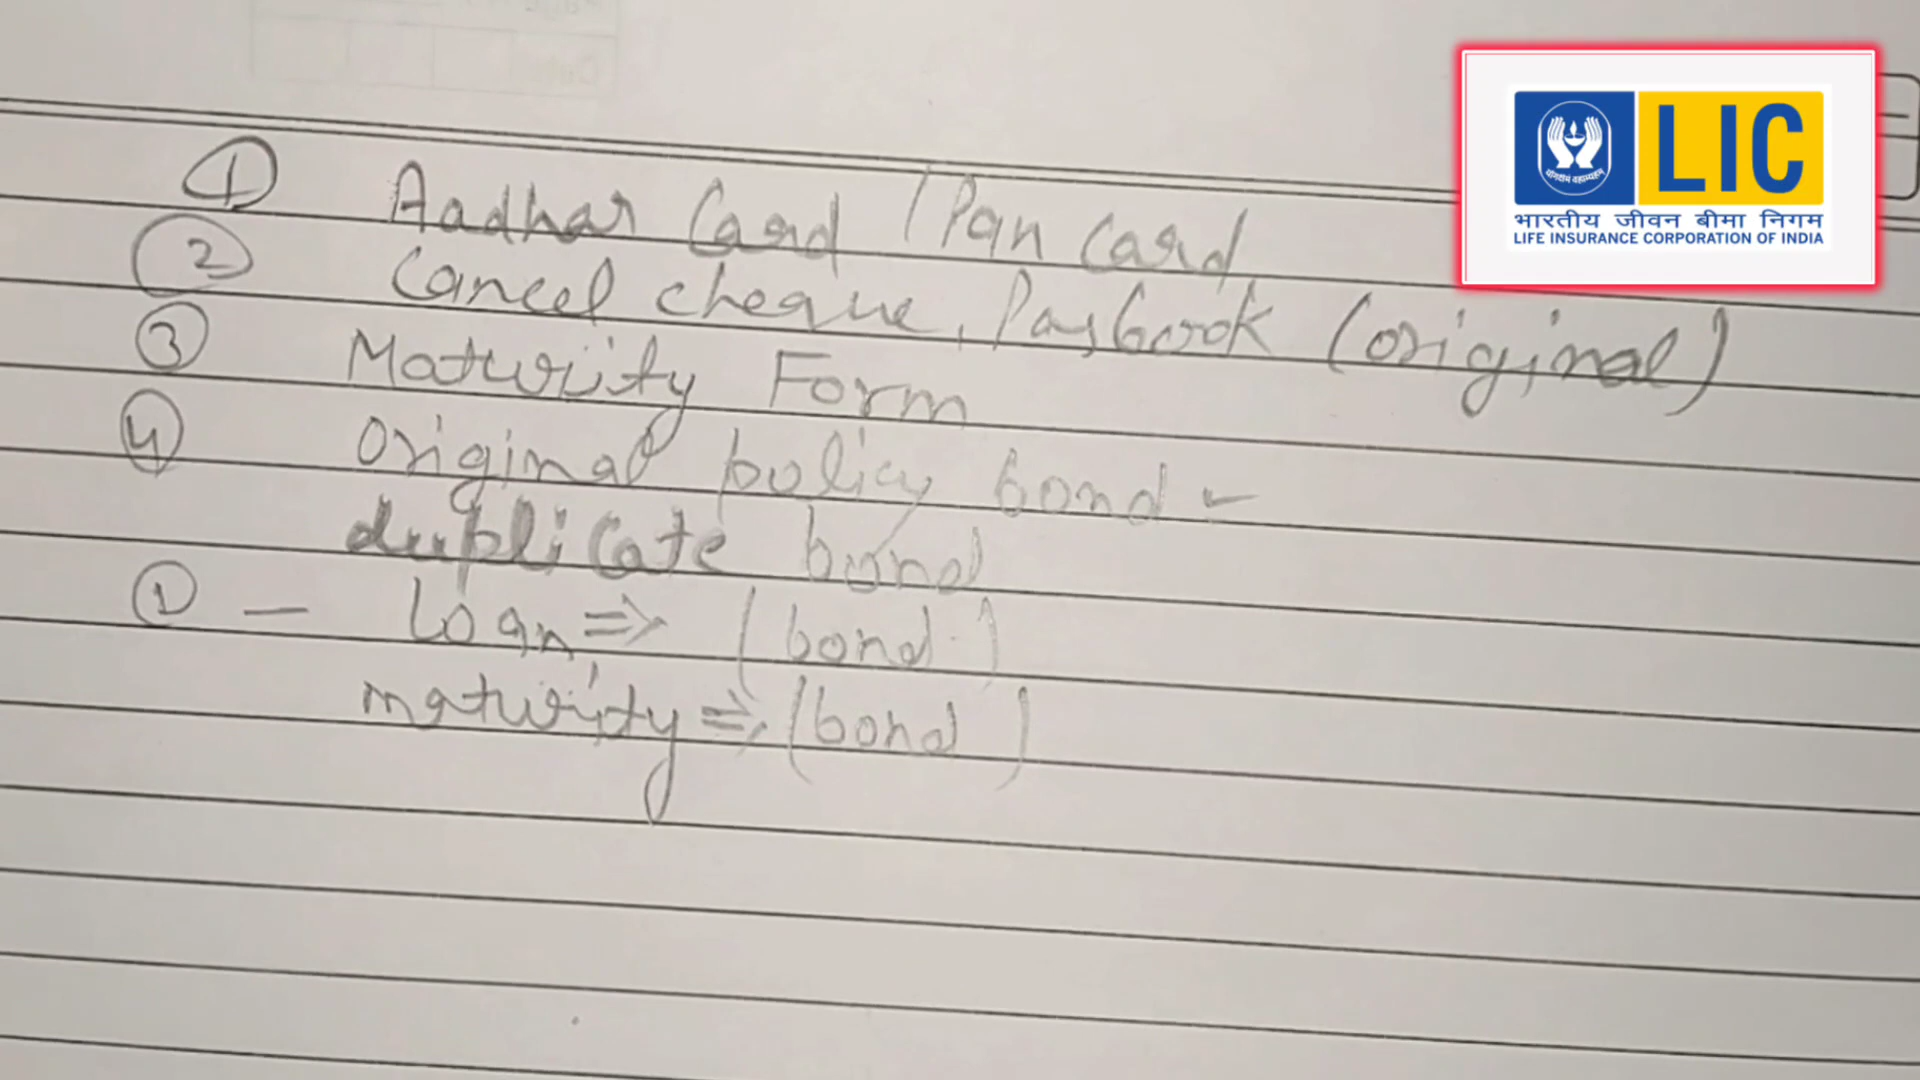 ① Aadhar Card / Pan Card
② Cancel cheque, Pasbook (original)
③ Maturity Form
④ Original policy bond -
duplicate bond
① - Loan => (bond)
maturity => (bond)
LIC
भारतीय जीवन बीमा निगम
LIFE INSURANCE CORPORATION OF INDIA